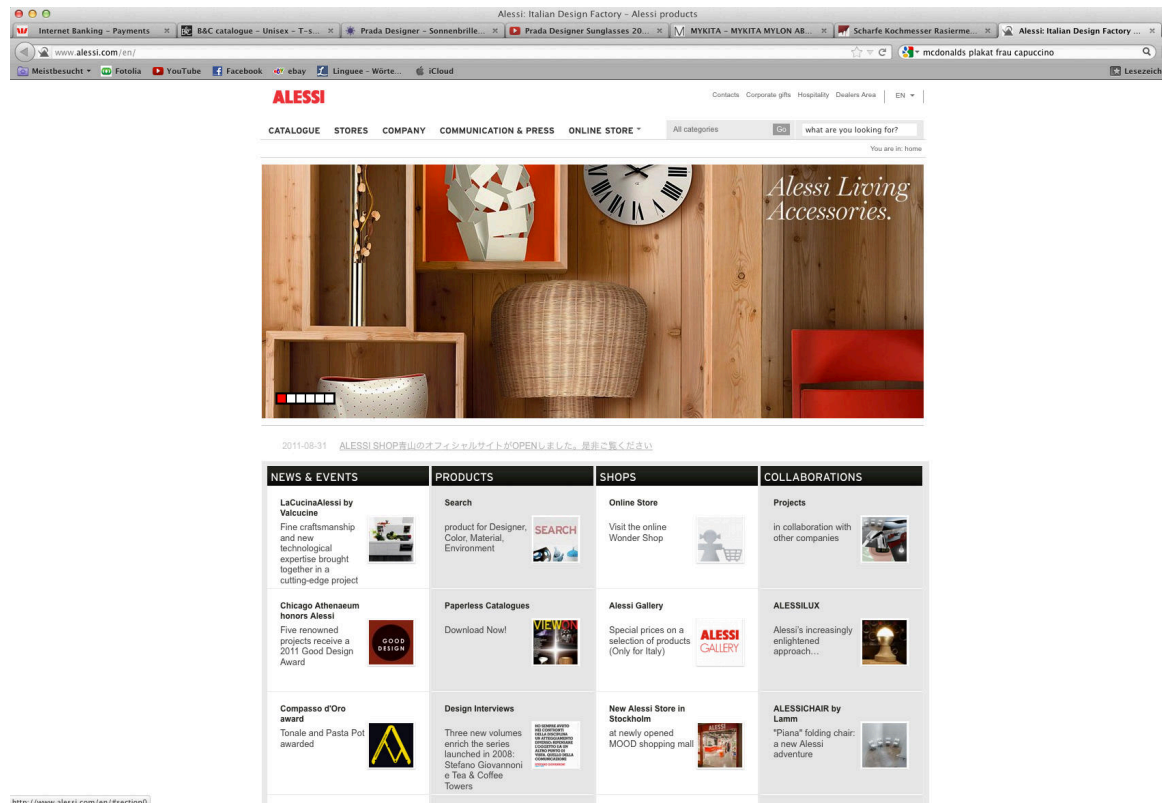 Alessi: Italian Design Factory – Alessi products
Internet Banking – Payments
B&C catalogue – Unisex – T-s...
Prada Designer – Sonnenbrille...
Prada Designer Sunglasses 20...
MYKITA – MYKITA MYLON AB...
Scharfe Kochmesser Rasierme...
Alessi: Italian Design Factory ...
www.alessi.com/en/
mcdonalds plakat frau capuccino
Meistbesucht
Fotolia
YouTube
Facebook
ebay
Linguee – Wörte...
iCloud
Lesezeich
ALESSI
Contacts Corporate gifts Hospitality Dealers Area EN
CATALOGUE STORES COMPANY COMMUNICATION & PRESS ONLINE STORE
All categories Go what are you looking for?
You are in: home
Alessi Living
Accessories.
2011-08-31 ALESSI SHOP青山のオフィシャルサイトがOPENしました。是非ご覧ください
NEWS & EVENTS
LaCucinaAlessi by
Valcucine
Fine craftsmanship
and new
technological
expertise brought
together in a
cutting-edge project
Chicago Athenaeum
honors Alessi
Five renowned
projects receive a
2011 Good Design
Award
GOOD
DESIGN
Compasso d'Oro
award
Tonale and Pasta Pot
awarded
PRODUCTS
Search
product for Designer,
Color, Material,
Environment
SEARCH
Paperless Catalogues
Download Now!
VIEWON
Design Interviews
Three new volumes
enrich the series
launched in 2008:
Stefano Giovannoni
e Tea & Coffee
Towers
SHOPS
Online Store
Visit the online
Wonder Shop
Alessi Gallery
Special prices on a
selection of products
(Only for Italy)
ALESSI
GALLERY
New Alessi Store in
Stockholm
at newly opened
MOOD shopping mall
ALESSI
COLLABORATIONS
Projects
in collaboration with
other companies
ALESSILUX
Alessi's increasingly
enlightened
approach...
ALESSICHAIR by
Lamm
"Piana" folding chair:
a new Alessi
adventure
http://www.alessi.com/en/#section0